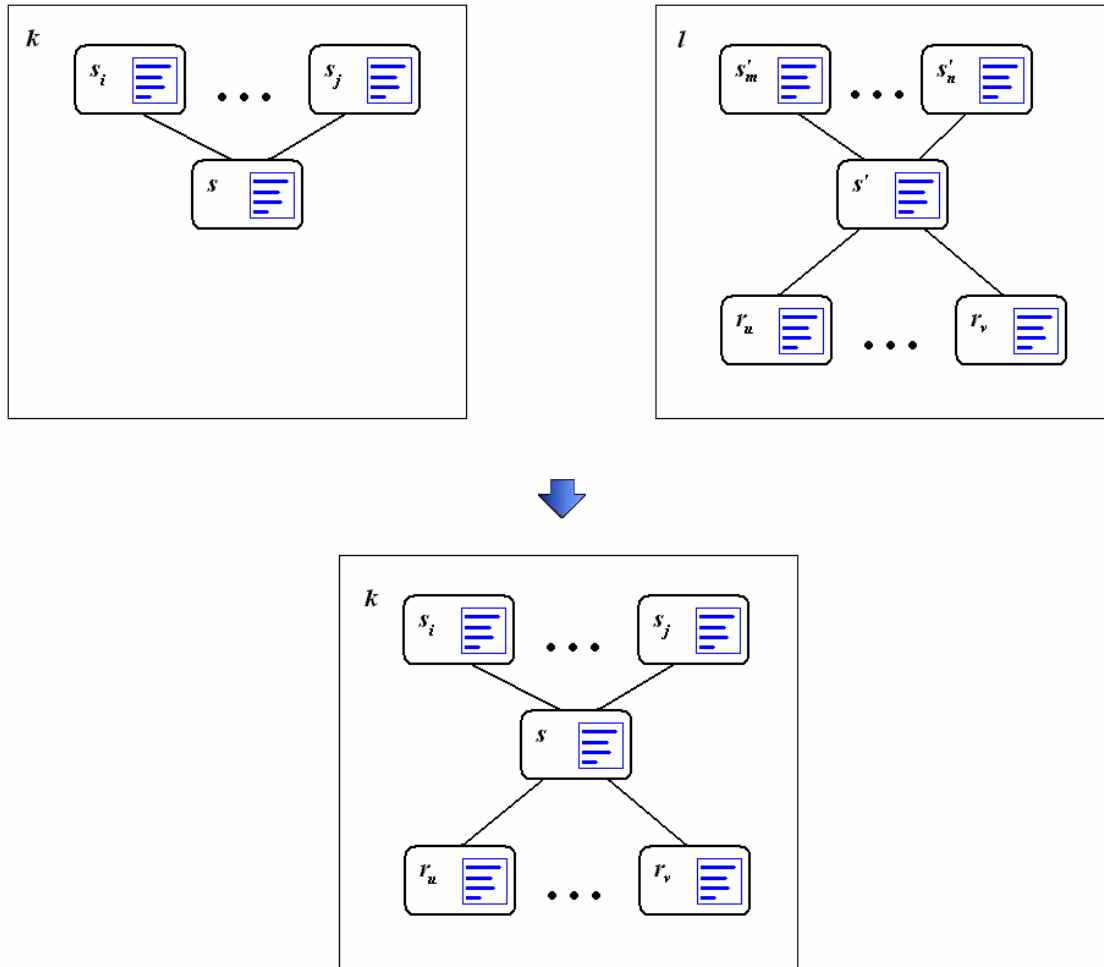 k
s_i ... s_j
s
l
s'_m ... s'_n
s'
r_u ... r_v
k
s_i ... s_j
s
r_u ... r_v